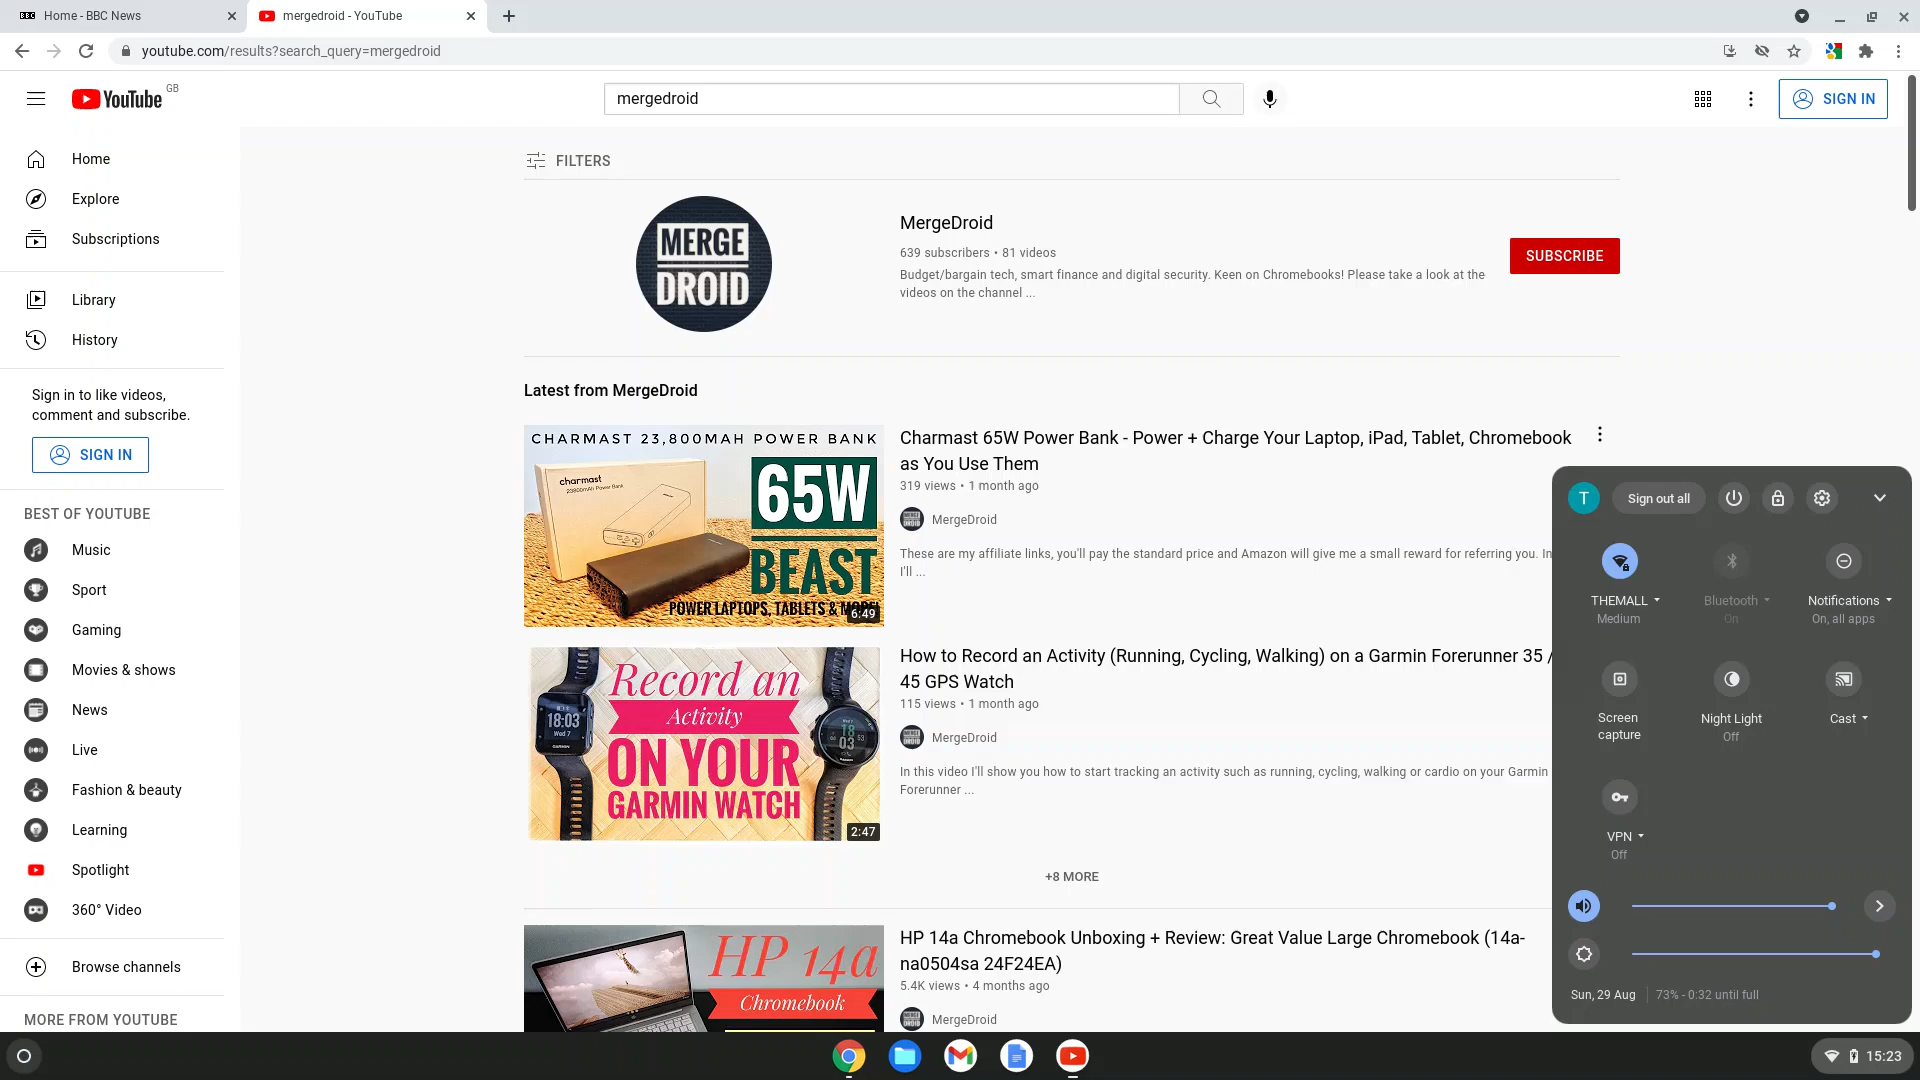 Home - BBC News
mergedroid - YouTube
youtube.com/results?search_query=mergedroid
YouTube GB
mergedroid
SIGN IN
Home
Explore
Subscriptions
Library
History
Sign in to like videos,
comment and subscribe.
SIGN IN
BEST OF YOUTUBE
Music
Sport
Gaming
Movies & shows
News
Live
Fashion & beauty
Learning
Spotlight
360° Video
Browse channels
MORE FROM YOUTUBE
FILTERS
MERGE
DROID
MergeDroid
639 subscribers • 81 videos
Budget/bargain tech, smart finance and digital security. Keen on Chromebooks! Please take a look at the
videos on the channel ...
SUBSCRIBE
Latest from MergeDroid
CHARMAST 23,800MAH POWER BANK
charmast
23800mAh Power Bank
65W
BEAST
POWER LAPTOPS, TABLETS & MORE!
6:49
Charmast 65W Power Bank - Power + Charge Your Laptop, iPad, Tablet, Chromebook
as You Use Them
319 views • 1 month ago
MergeDroid
These are my affiliate links, you'll pay the standard price and Amazon will give me a small reward for referring you. In
I'll ...
Record an
Activity
ON YOUR
GARMIN WATCH
18:03
Wed 7
GARMIN
18
03
2:47
How to Record an Activity (Running, Cycling, Walking) on a Garmin Forerunner 35 /
45 GPS Watch
115 views • 1 month ago
MergeDroid
In this video I'll show you how to start tracking an activity such as running, cycling, walking or cardio on your Garmin
Forerunner ...
+8 MORE
HP 14a
Chromebook
HP 14a Chromebook Unboxing + Review: Great Value Large Chromebook (14a-
na0504sa 24F24EA)
5.4K views • 4 months ago
MergeDroid
T
Sign out all
THEMALL
Medium
Bluetooth
On
Notifications
On, all apps
Screen
capture
Night Light
Off
Cast
VPN
Off
Sun, 29 Aug
73% - 0:32 until full
15:23